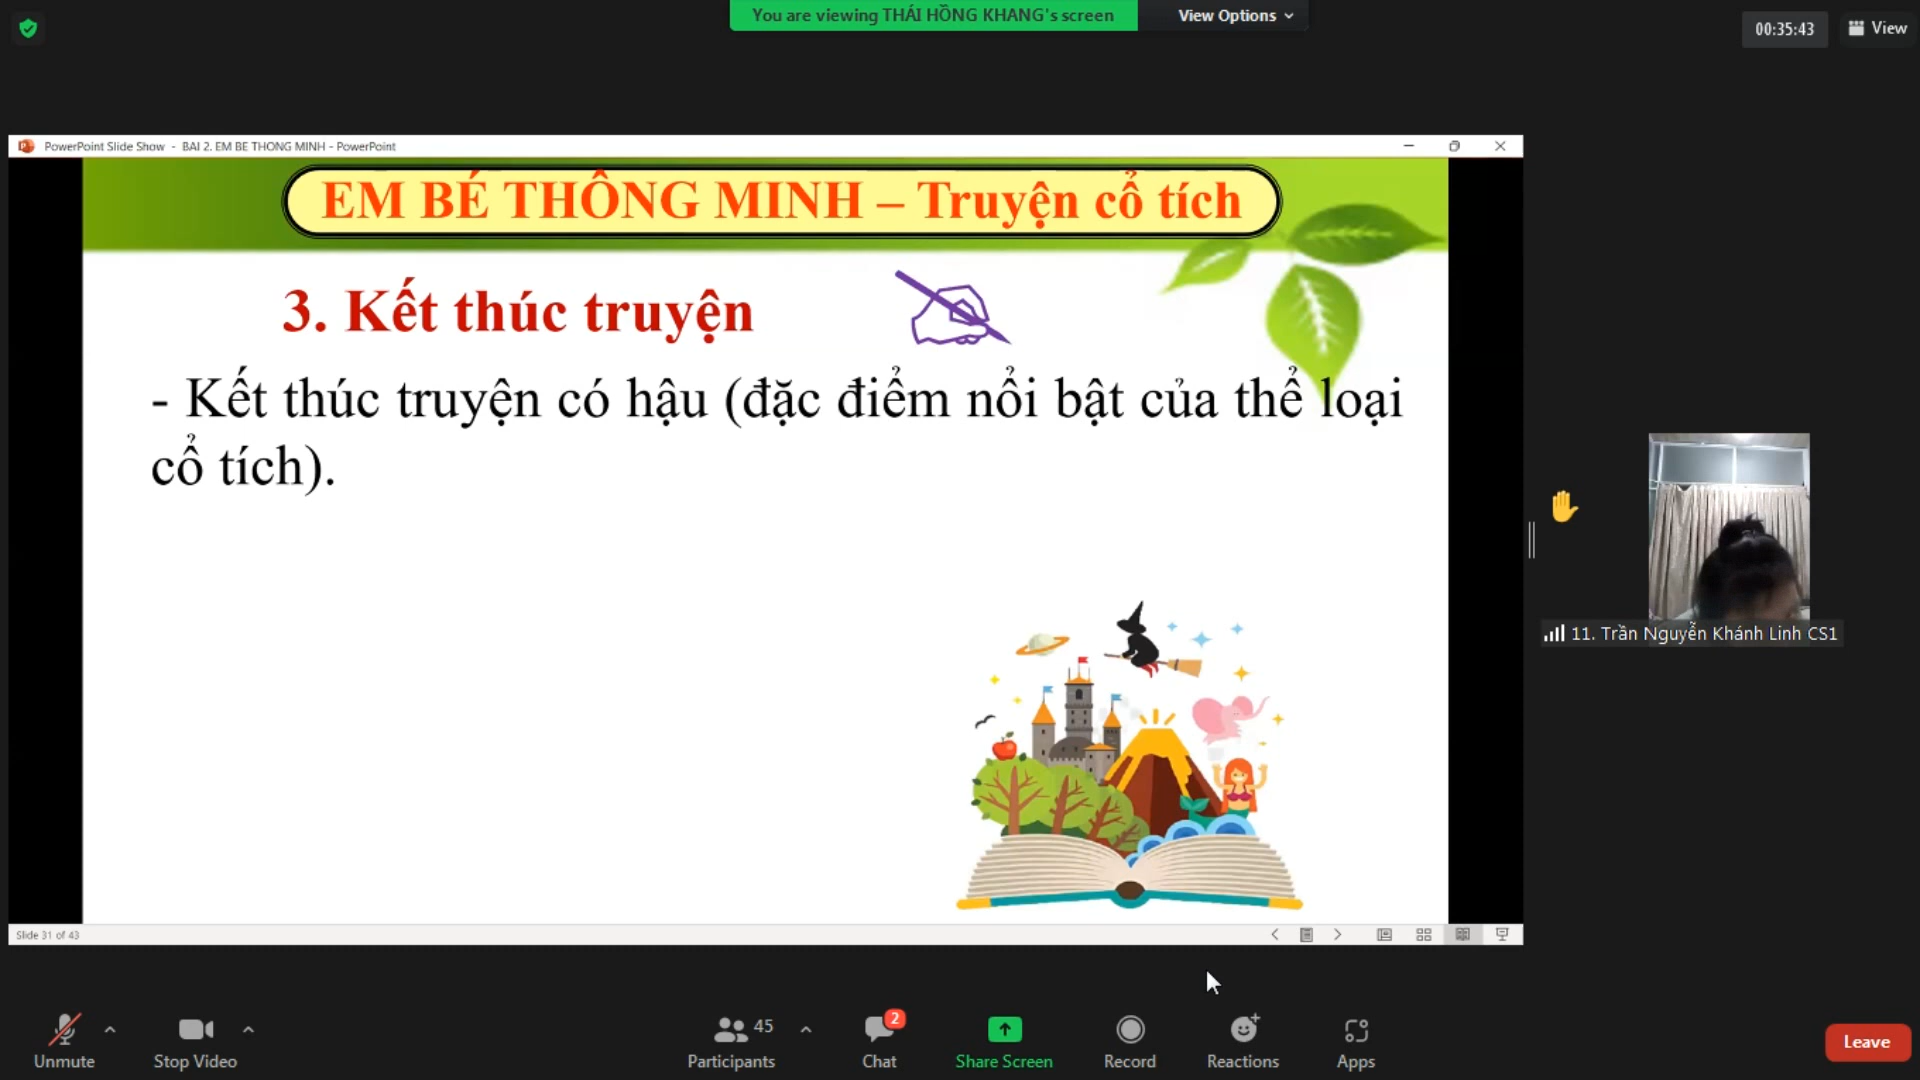 You are viewing THÁI HỒNG KHANG's screen
View Options
00:35:43
View
PowerPoint Slide Show - BAI 2. EM BE THONG MINH - PowerPoint
EM BÉ THÔNG MINH – Truyện cổ tích
3. Kết thúc truyện
- Kết thúc truyện có hậu (đặc điểm nổi bật của thể loại
cổ tích).
11. Trần Nguyễn Khánh Linh CS1
Slide 31 of 43
Unmute
Stop Video
45
Participants
2
Chat
Share Screen
Record
Reactions
Apps
Leave